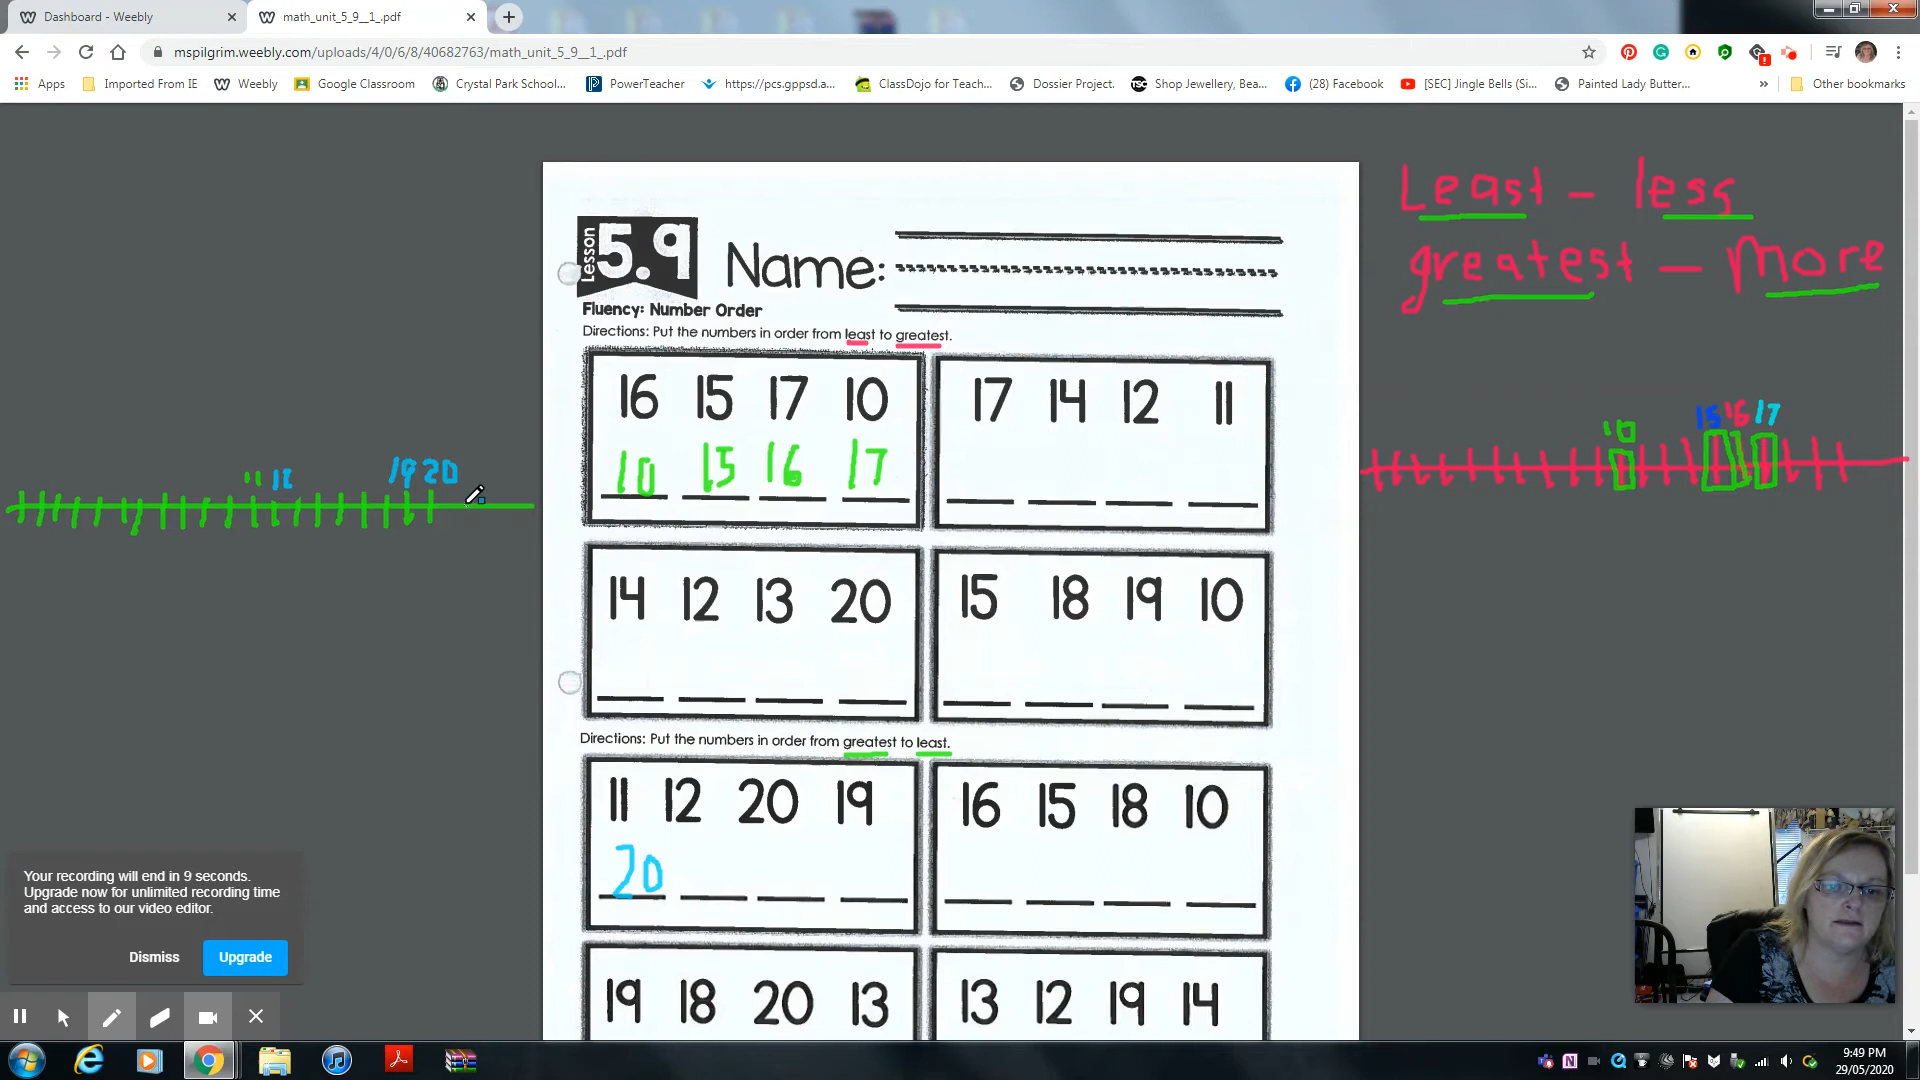 Dashboard - Weebly
math_unit_5_9__1_.pdf
mspilgrim.weebly.com/uploads/4/0/6/8/40682763/math_unit_5_9__1_.pdf
Apps
Imported From IE
Weebly
Google Classroom
Crystal Park School...
PowerTeacher
https://pcs.gppsd.a...
ClassDojo for Teach...
Dossier Project.
Shop Jewellery, Bea...
(28) Facebook
[SEC] Jingle Bells (Si...
Painted Lady Butter...
»
Other bookmarks
Least - less
greatest - more
Lesson
5.9
Name:
Fluency: Number Order
Directions: Put the numbers in order from least to greatest.
16 15 17 10
10 15 16 17
17 14 12 11
10 15 16 17
11 12 19 20
14 12 13 20
15 18 19 10
Directions: Put the numbers in order from greatest to least.
11 12 20 19
20
16 15 18 10
19 18 20 13
13 12 19 14
Your recording will end in 9 seconds.
Upgrade now for unlimited recording time
and access to our video editor.
Dismiss
Upgrade
9:49 PM
29/05/2020